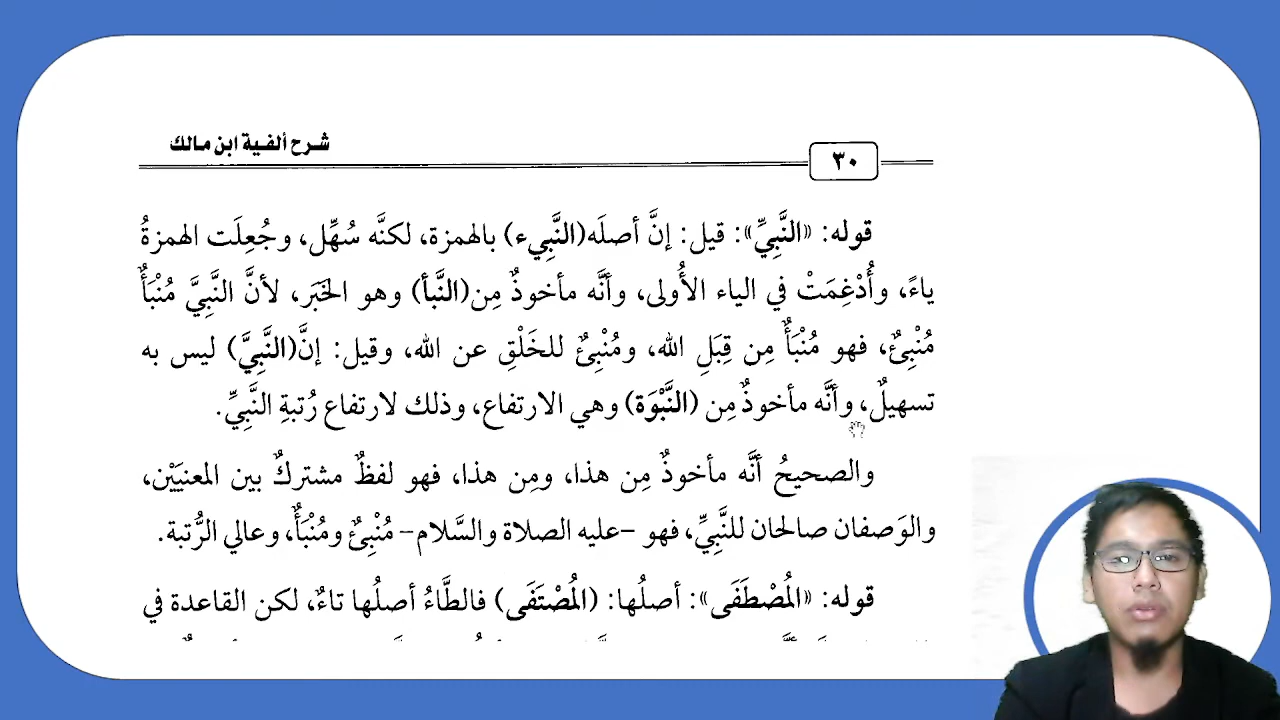 شرح ألفية ابن مالك
٣٠
قوله: «النَّبِيِّ»: قيل: إنَّ أصلَه(النَّبِيء) بالهمزة، لكنَّه سُهِّل، وجُعِلَت الهمزةُ
ياءً، وأُدْغِمَتْ في الياء الأُولى، وأنَّه مأخوذٌ مِن(النَّبأ) وهو الخَبَر، لأنَّ النَّبِيَّ مُنْبَأٌ
مُنْبِئٌ، فهو مُنْبَأٌ مِن قِبَلِ الله، ومُنْبِئٌ للخَلْقِ عن الله، وقيل: إنَّ(النَّبِيَّ) ليس به
تسهيلٌ، وأنَّه مأخوذٌ مِن (النَّبْوَة) وهي الارتفاع، وذلك لارتفاع رُتبةِ النَّبِيِّ.
والصحيحُ أنَّه مأخوذٌ مِن هذا، ومِن هذا، فهو لفظٌ مشتركٌ بين المعنيَيْن،
والوَصفان صالحان للنَّبِيِّ، فهو -عليه الصلاة والسَّلام- مُنْبِئٌ ومُنْبَأٌ، وعالي الرُّتبة.
قوله: «المُصْطَفَى»: أصلُها: (المُصْتَفَى) فالطَّاءُ أصلُها تاءٌ، لكن القاعدة في